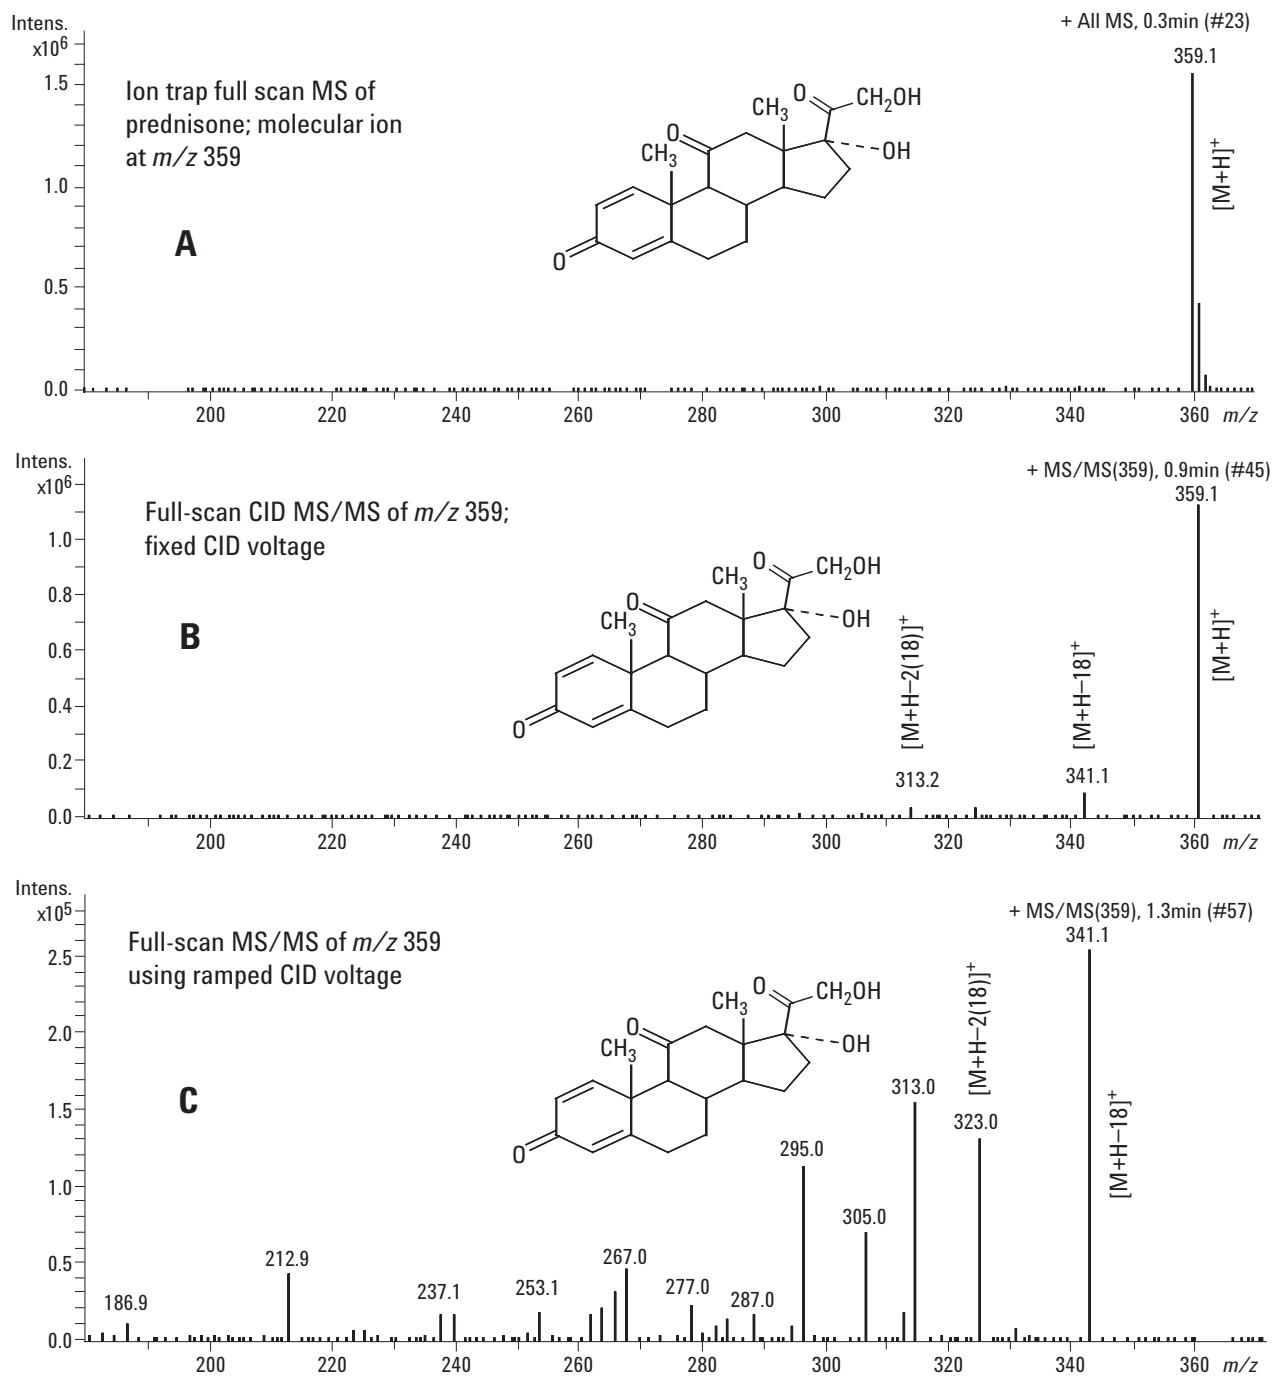 Intens.
x10⁶
+ All MS, 0.3min (#23)
359.1
1.5
Ion trap full scan MS of
prednisone; molecular ion
at m/z 359
O
CH₂OH
CH₃
O
CH₃
OH
[M+H]⁺
1.0
A
O
0.5
0.0
200 220 240 260 280 300 320 340 360 m/z
Intens.
x10⁶
+ MS/MS(359), 0.9min (#45)
359.1
Full-scan CID MS/MS of m/z 359;
fixed CID voltage
1.0
O
CH₂OH
CH₃
0.8
O
CH₃
OH
B
0.6
[M+H–2(18)]⁺
[M+H–18]⁺
[M+H]⁺
O
0.4
0.2
313.2
341.1
0.0
200 220 240 260 280 300 320 340 360 m/z
Intens.
x10⁵
+ MS/MS(359), 1.3min (#57)
341.1
Full-scan MS/MS of m/z 359
using ramped CID voltage
2.5
O
CH₂OH
CH₃
[M+H–2(18)]⁺
2.0
O
CH₃
OH
C
313.0
1.5
323.0
[M+H–18]⁺
O
295.0
1.0
305.0
0.5
212.9
267.0
237.1
253.1
277.0
287.0
186.9
0.0
200 220 240 260 280 300 320 340 360 m/z